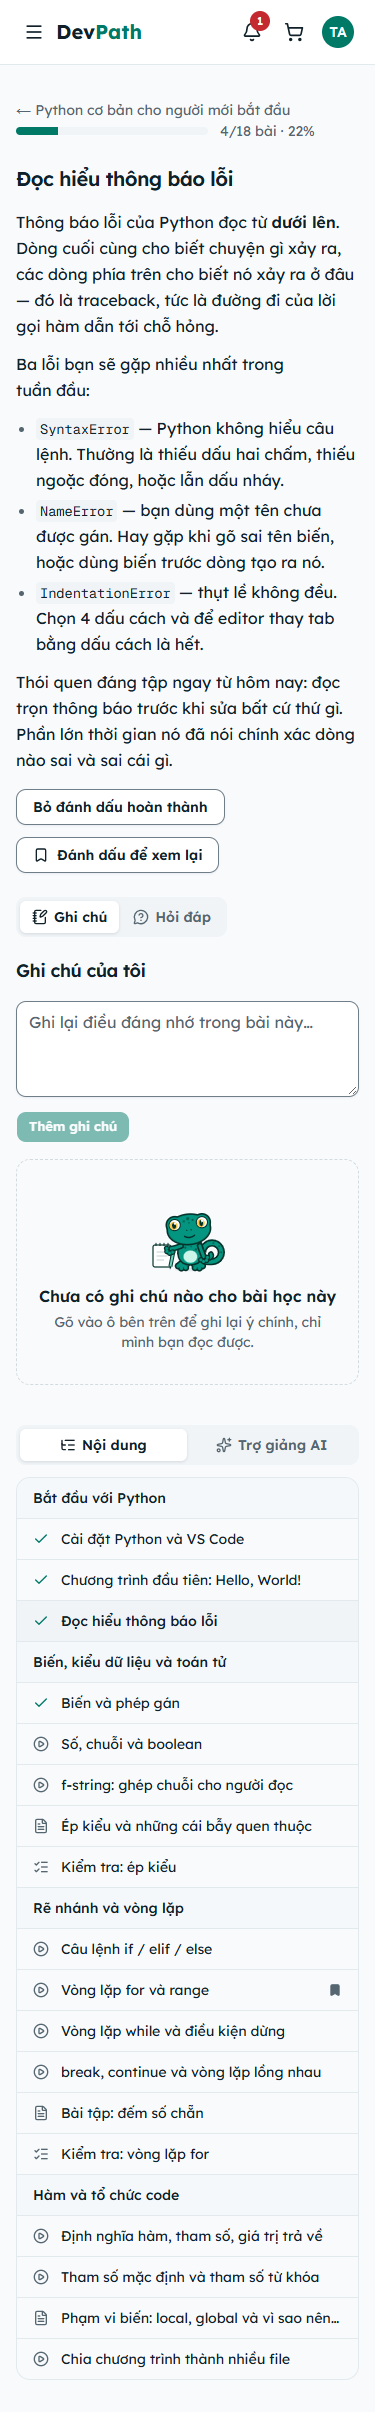 DevPath
1
TA
← Python cơ bản cho người mới bắt đầu
4/18 bài · 22%
Đọc hiểu thông báo lỗi
Thông báo lỗi của Python đọc từ dưới lên.
Dòng cuối cùng cho biết chuyện gì xảy ra,
các dòng phía trên cho biết nó xảy ra ở đâu
— đó là traceback, tức là đường đi của lời
gọi hàm dẫn tới chỗ hỏng.
Ba lỗi bạn sẽ gặp nhiều nhất trong
tuần đầu:
• SyntaxError — Python không hiểu câu
lệnh. Thường là thiếu dấu hai chấm, thiếu
ngoặc đóng, hoặc lẫn dấu nháy.
• NameError — bạn dùng một tên chưa
được gán. Hay gặp khi gõ sai tên biến,
hoặc dùng biến trước dòng tạo ra nó.
• IndentationError — thụt lề không đều.
Chọn 4 dấu cách và để editor thay tab
bằng dấu cách là hết.
Thói quen đáng tập ngay từ hôm nay: đọc
trọn thông báo trước khi sửa bất cứ thứ gì.
Phần lớn thời gian nó đã nói chính xác dòng
nào sai và sai cái gì.
Bỏ đánh dấu hoàn thành
Đánh dấu để xem lại
Ghi chú
Hỏi đáp
Ghi chú của tôi
Ghi lại điều đáng nhớ trong bài này…
Thêm ghi chú
Chưa có ghi chú nào cho bài học này
Gõ vào ô bên trên để ghi lại ý chính, chỉ
mình bạn đọc được.
Nội dung
Trợ giảng AI
Bắt đầu với Python
Cài đặt Python và VS Code
Chương trình đầu tiên: Hello, World!
Đọc hiểu thông báo lỗi
Biến, kiểu dữ liệu và toán tử
Biến và phép gán
Số, chuỗi và boolean
f-string: ghép chuỗi cho người đọc
Ép kiểu và những cái bẫy quen thuộc
Kiểm tra: ép kiểu
Rẽ nhánh và vòng lặp
Câu lệnh if / elif / else
Vòng lặp for và range
Vòng lặp while và điều kiện dừng
break, continue và vòng lặp lồng nhau
Bài tập: đếm số chẵn
Kiểm tra: vòng lặp for
Hàm và tổ chức code
Định nghĩa hàm, tham số, giá trị trả về
Tham số mặc định và tham số từ khóa
Phạm vi biến: local, global và vì sao nên…
Chia chương trình thành nhiều file